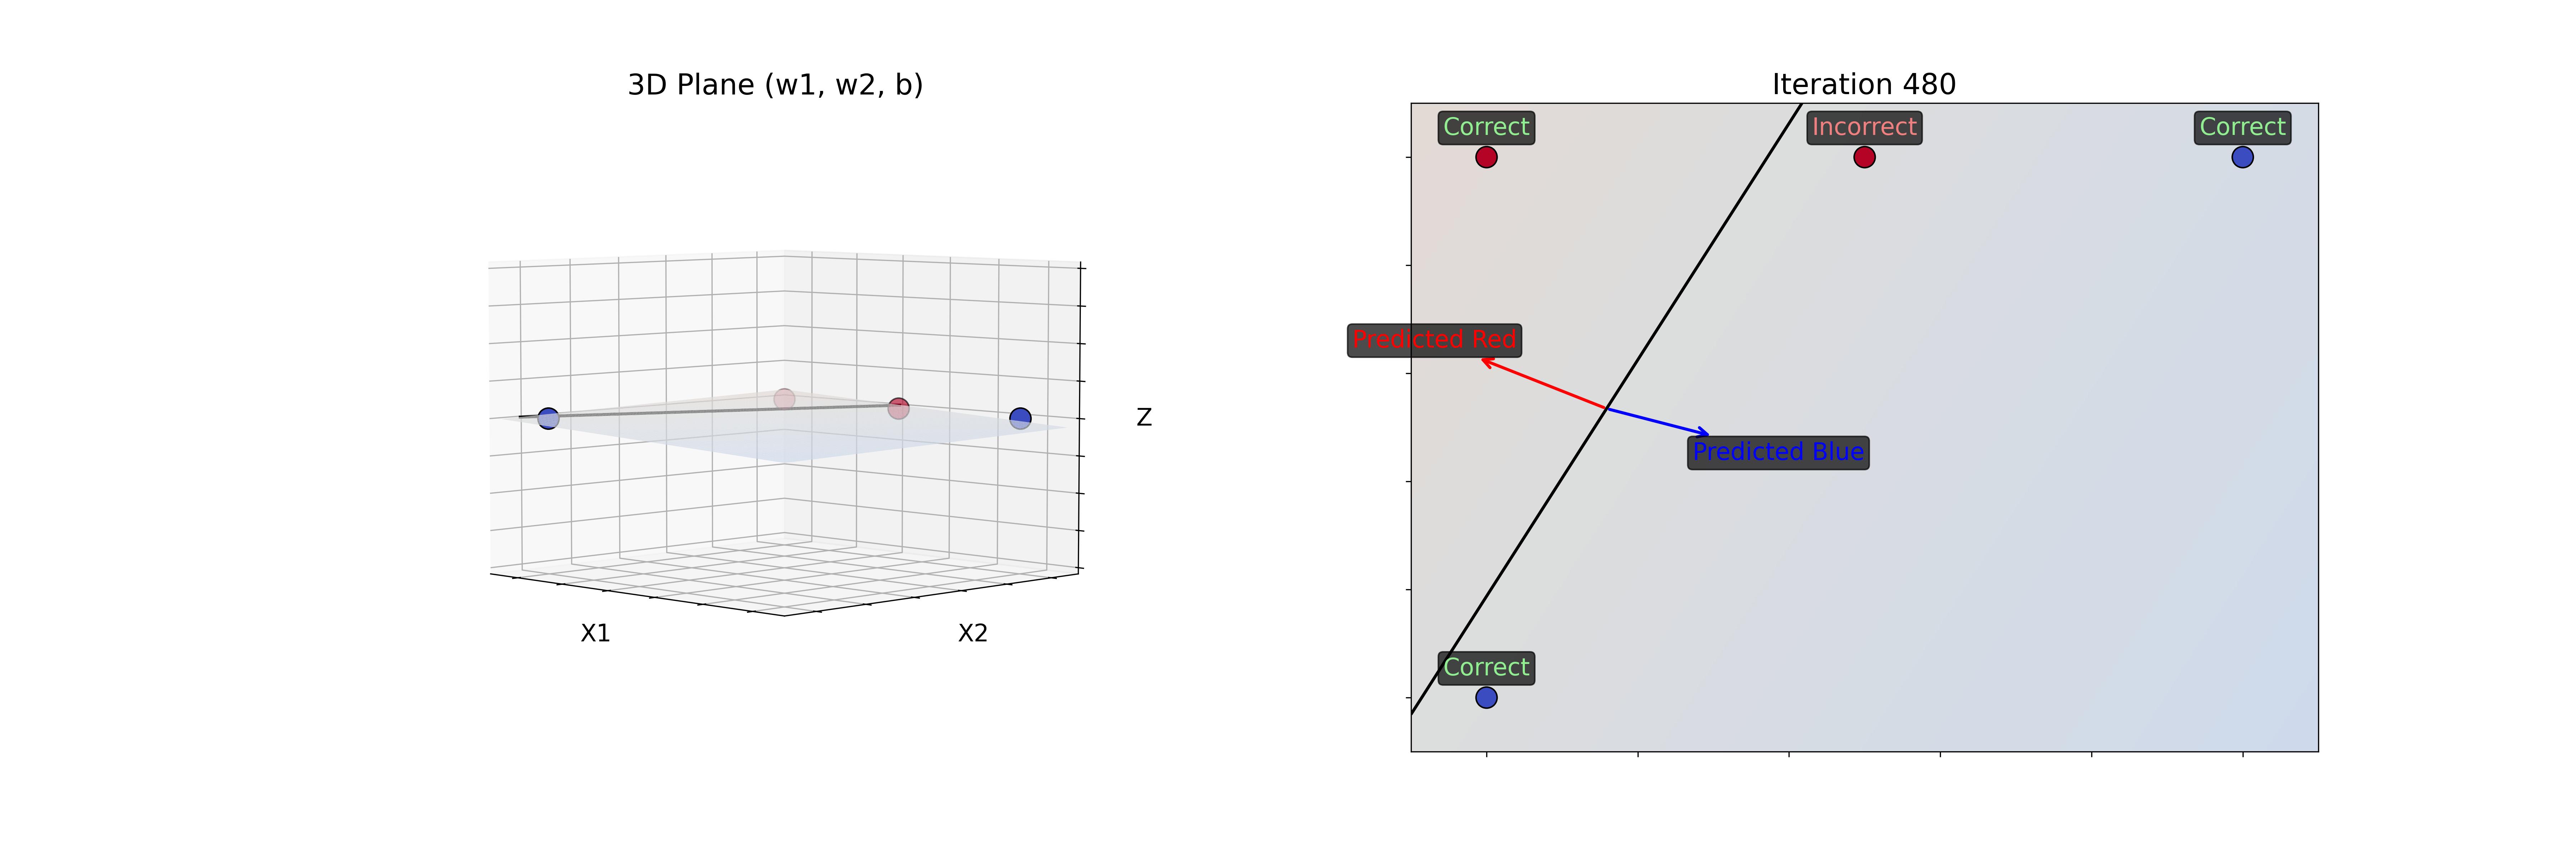 3D Plane (w1, w2, b)
Z
X1
X2
Iteration 480
Correct
Incorrect
Correct
Predicted Red
Predicted Blue
Correct